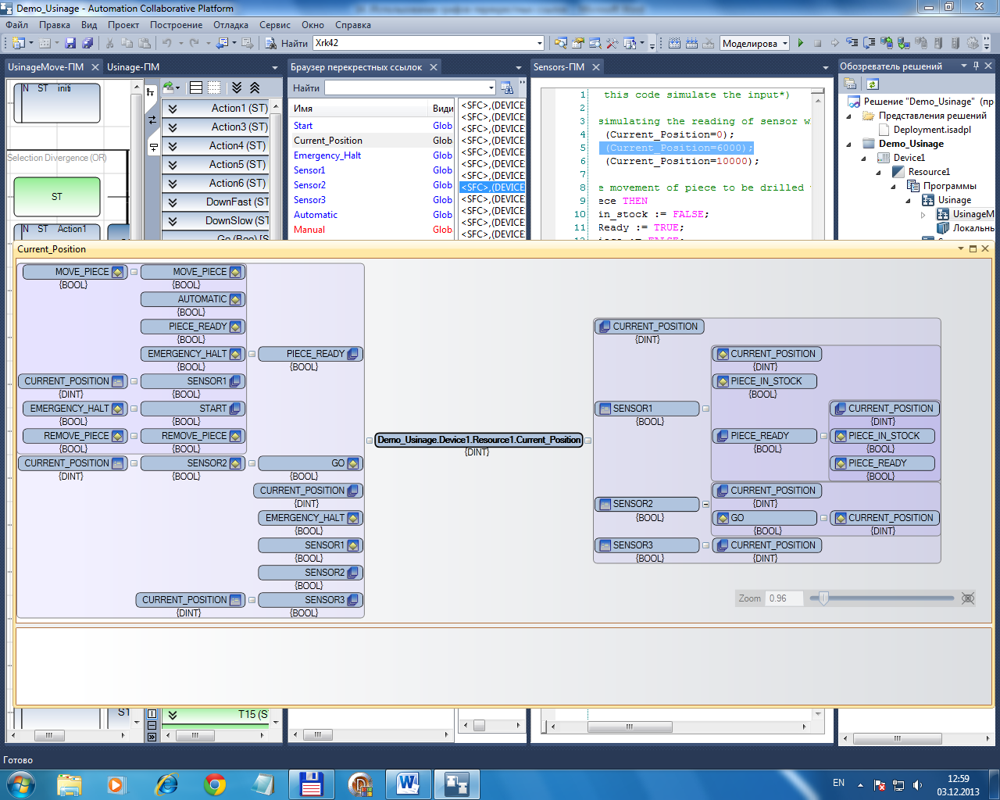 Demo_Usinage - Automation Collaborative Platform
Файл Правка Вид Проект Построение Отладка Сервис Окно Справка
Найти Xrk42 Моделирова
UsinageMove-ПМ Usinage-ПМ
N ST initi
Selection Divergence (OR)
ST
N ST Action1
Action1 (ST)
Action3 (ST)
Action4 (ST)
Action5 (ST)
Action6 (ST)
DownFast (ST
DownSlow (ST
Go (Bool) [S
Браузер перекрестных ссылок
Найти
Имя Види
Start Glob
Current_Position Glob
Emergency_Halt Glob
Sensor1 Glob
Sensor2 Glob
Sensor3 Glob
Automatic Glob
Manual Glob
<SFC>,(DEVICE
<SFC>,(DEVICE
<SFC>,(DEVICE
<SFC>,(DEVICE
<SFC>,(DEVICE
<SFC>,(DEVICE
<SFC>,(DEVICE
<SFC>,(DEVICE
<SFC>,(DEVICE
<SFC>,(DEVICE
<SFC>,(DEVICE
<SFC>,(DEVICE
Sensors-ПМ
1 this code simulate the input*)
2
3 simulating the reading of sensor w
4 (Current_Position=0);
5 (Current_Position=6000);
6 (Current_Position=10000);
7
8 e movement of piece to be drilled
9 ece THEN
10 in_stock := FALSE;
11 Ready := TRUE;
Обозреватель решений
Решение "Demo_Usinage" (пр
Представления решений
Deployment.isadpl
Demo_Usinage
Device1
Resource1
Программы
Usinage
UsinageM
Локальны
Current_Position
MOVE_PIECE
{BOOL}
MOVE_PIECE
{BOOL}
AUTOMATIC
{BOOL}
PIECE_READY
{BOOL}
EMERGENCY_HALT
{BOOL}
PIECE_READY
{BOOL}
CURRENT_POSITION
{DINT}
SENSOR1
{BOOL}
EMERGENCY_HALT
{BOOL}
START
{BOOL}
REMOVE_PIECE
{BOOL}
REMOVE_PIECE
{BOOL}
CURRENT_POSITION
{DINT}
SENSOR2
{BOOL}
GO
{BOOL}
CURRENT_POSITION
{DINT}
EMERGENCY_HALT
{BOOL}
SENSOR1
{BOOL}
SENSOR2
{BOOL}
CURRENT_POSITION
{DINT}
SENSOR3
{BOOL}
Demo_Usinage.Device1.Resource1.Current_Position
{DINT}
CURRENT_POSITION
{DINT}
SENSOR1
{BOOL}
CURRENT_POSITION
{DINT}
PIECE_IN_STOCK
{BOOL}
PIECE_READY
{BOOL}
CURRENT_POSITION
{DINT}
PIECE_IN_STOCK
{BOOL}
PIECE_READY
{BOOL}
SENSOR2
{BOOL}
CURRENT_POSITION
{DINT}
GO
{BOOL}
CURRENT_POSITION
{DINT}
SENSOR3
{BOOL}
CURRENT_POSITION
{DINT}
Zoom 0.96
S1
T15 (S
Готово
EN
12:59
03.12.2013